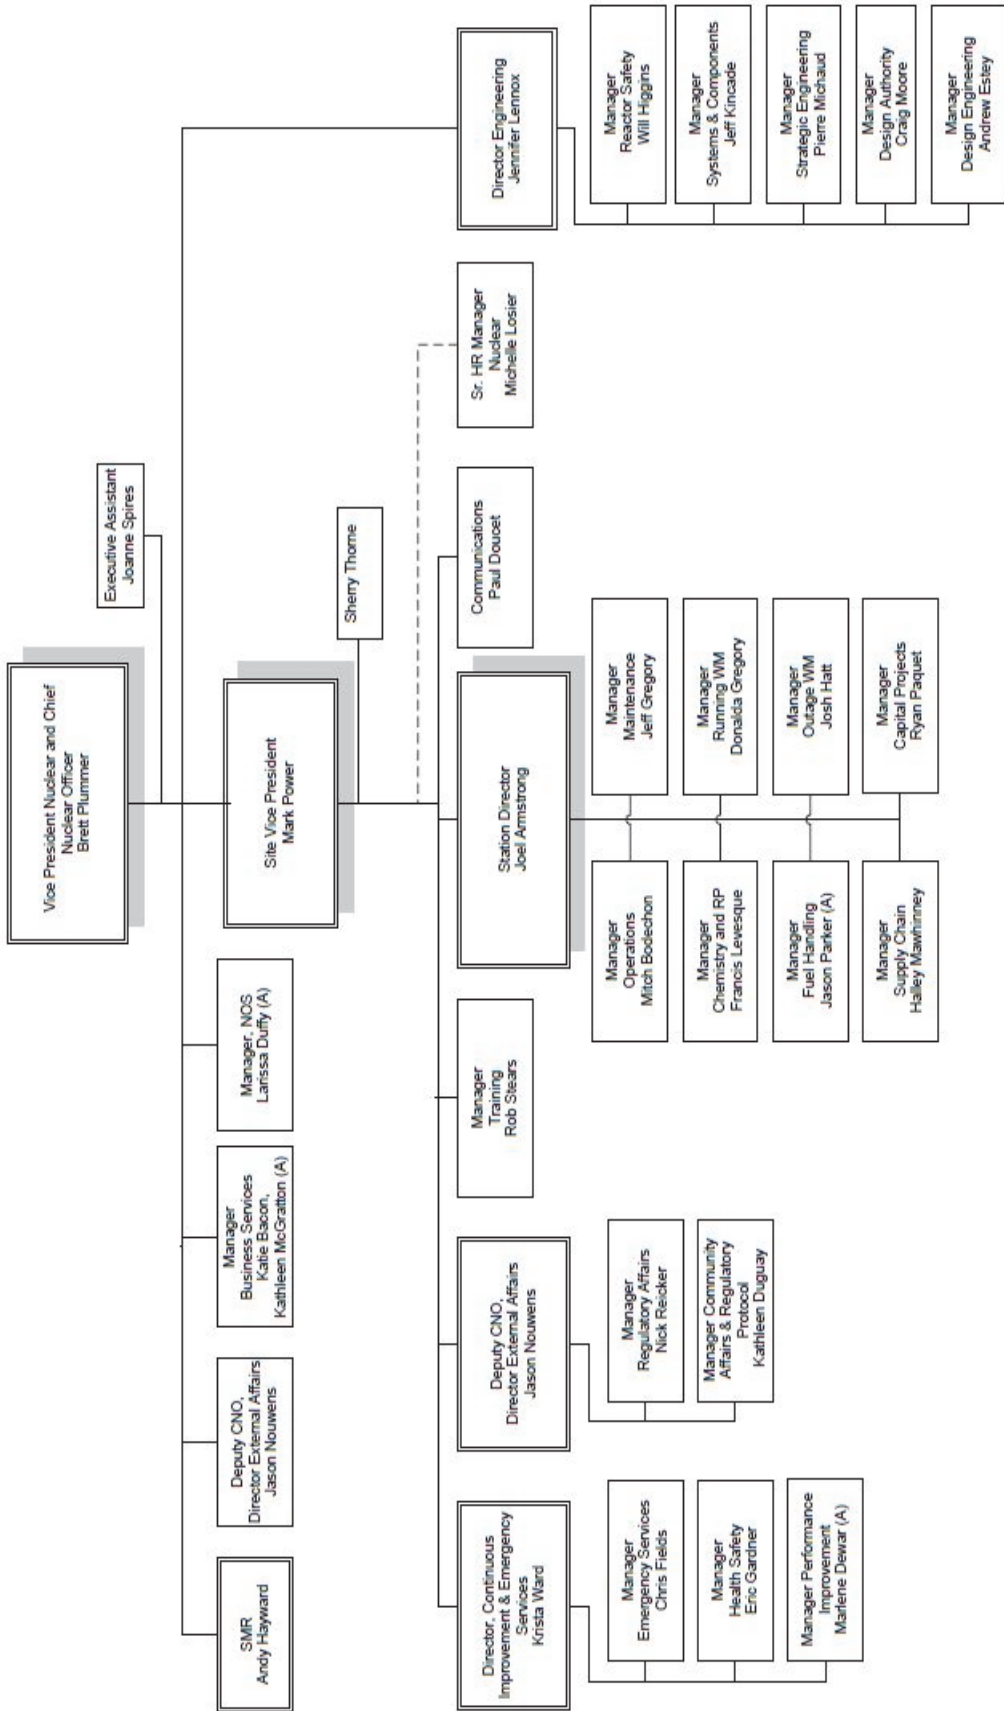 Vice President Nuclear and Chief
Nuclear Officer
Brett Plummer
Executive Assistant
Joanne Spires
SMR
Andy Hayward
Deputy CNO,
Director External Affairs
Jason Nouwens
Manager
Business Services
Katie Bacon,
Kathleen McGratton (A)
Manager, NOS
Larissa Duffy (A)
Site Vice President
Mark Power
Sherry Thorne
Director, Continuous
Improvement & Emergency
Services
Krista Ward
Manager
Emergency Services
Chris Fields
Manager
Health Safety
Eric Gardner
Manager Performance
Improvement
Marlene Dewar (A)
Deputy CNO,
Director External Affairs
Jason Nouwens
Manager
Regulatory Affairs
Nick Reicker
Manager Community
Affairs & Regulatory
Protocol
Kathleen Duguay
Manager
Training
Rob Stears
Station Director
Joel Armstrong
Manager
Operations
Mitch Bodechon
Manager
Maintenance
Jeff Gregory
Manager
Chemistry and RP
Francis Levesque
Manager
Running WM
Donalda Gregory
Manager
Fuel Handling
Jason Parker (A)
Manager
Outage WM
Josh Hatt
Manager
Supply Chain
Halley Mawhinney
Manager
Capital Projects
Ryan Paquet
Communications
Paul Doucet
Sr. HR Manager
Nuclear
Michelle Losier
Director Engineering
Jennifer Lennox
Manager
Reactor Safety
Will Higgins
Manager
Systems & Components
Jeff Kincade
Manager
Strategic Engineering
Pierre Michaud
Manager
Design Authority
Craig Moore
Manager
Design Engineering
Andrew Estey